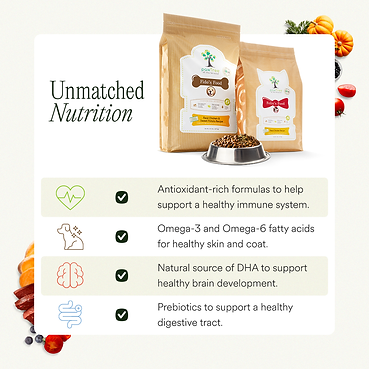 Unmatched
Nutrition
Fido's Food
Antioxidant-rich formulas to help
support a healthy immune system.
Omega-3 and Omega-6 fatty acids
for healthy skin and coat.
Natural source of DHA to support
healthy brain development.
Prebiotics to support a healthy
digestive tract.